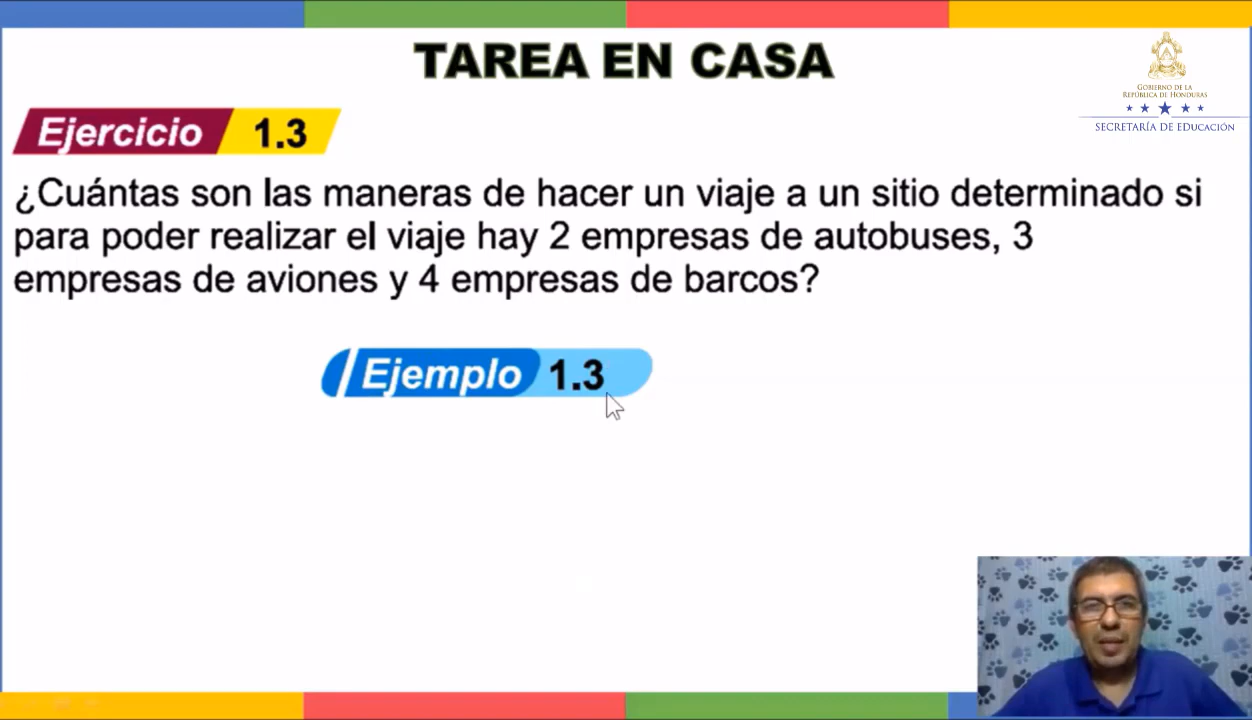 TAREA EN CASA
GOBIERNO DE LA
REPÚBLICA DE HONDURAS
SECRETARÍA DE EDUCACIÓN
Ejercicio 1.3
¿Cuántas son las maneras de hacer un viaje a un sitio determinado si
para poder realizar el viaje hay 2 empresas de autobuses, 3
empresas de aviones y 4 empresas de barcos?
Ejemplo 1.3